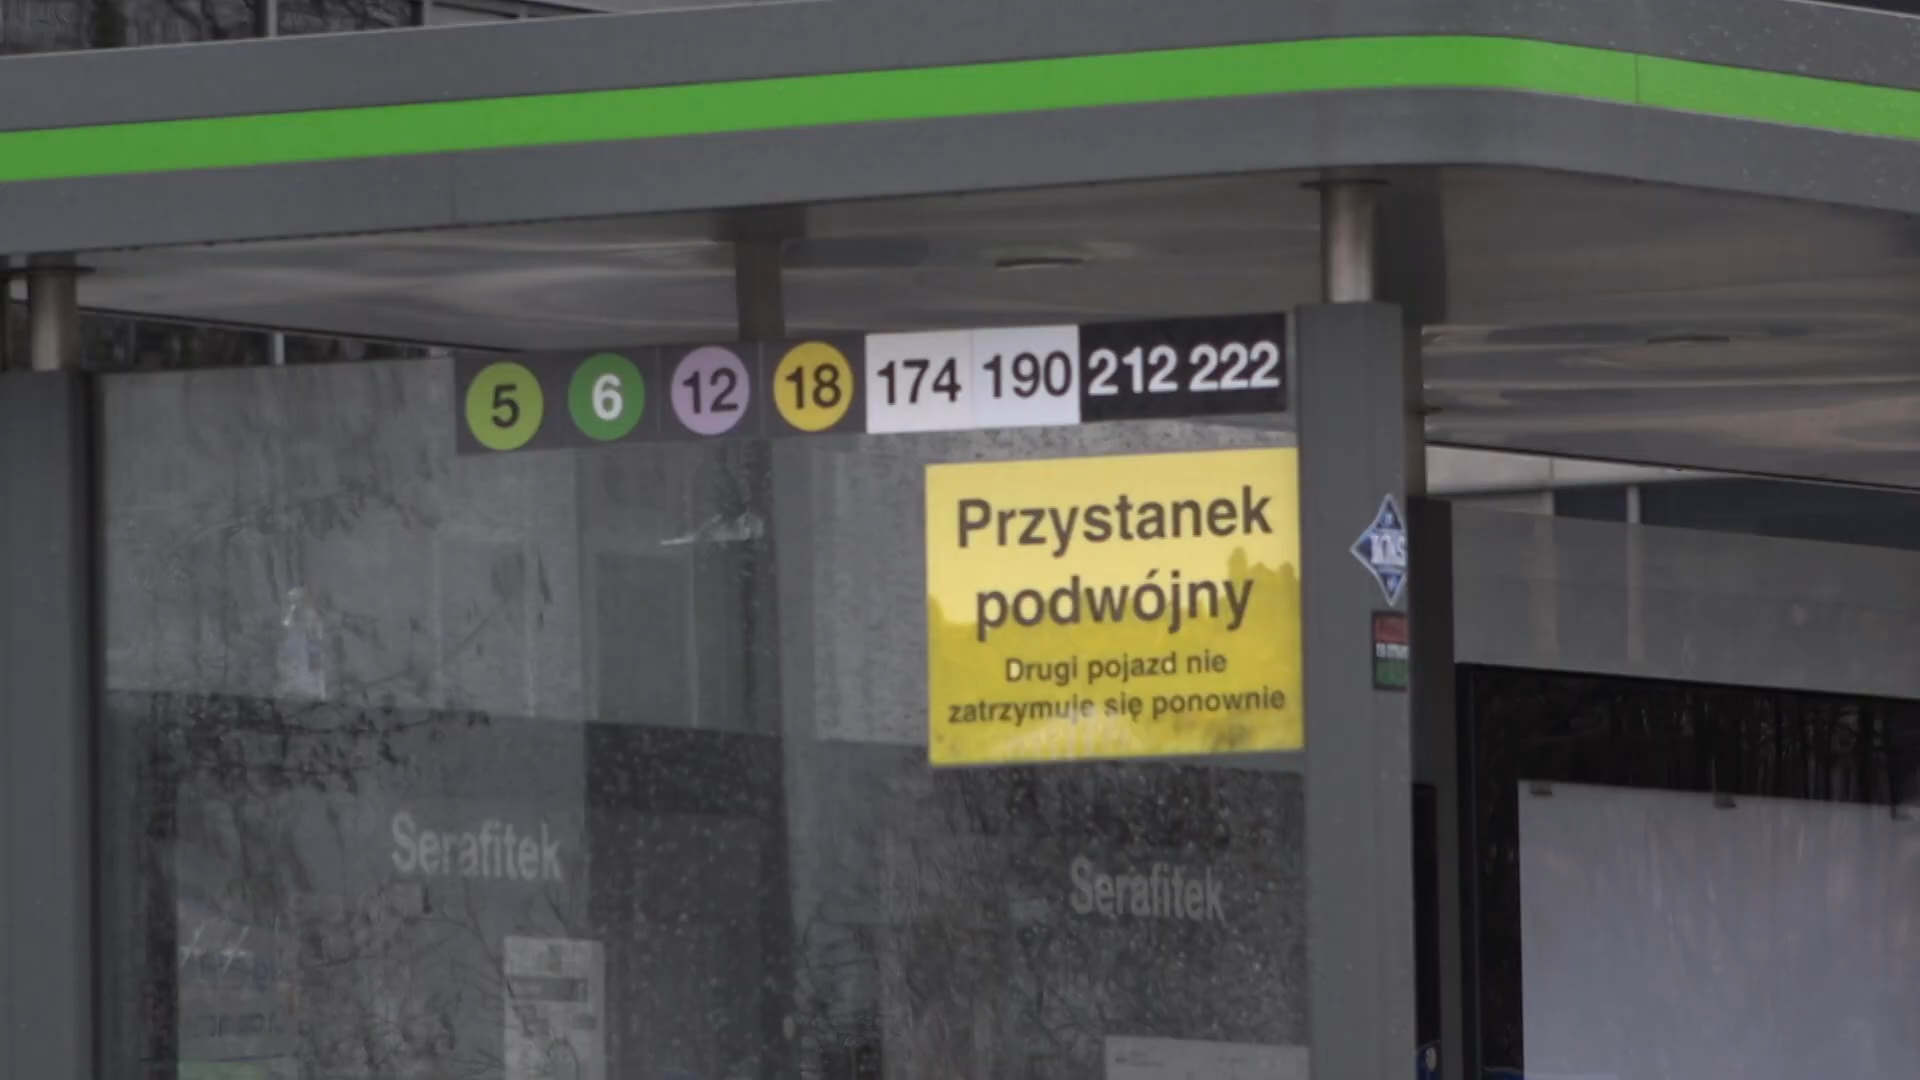 5 6 12 18 174 190 212 222
Przystanek
podwójny
Drugi pojazd nie
zatrzymuje się ponownie
Serafitek
Serafitek